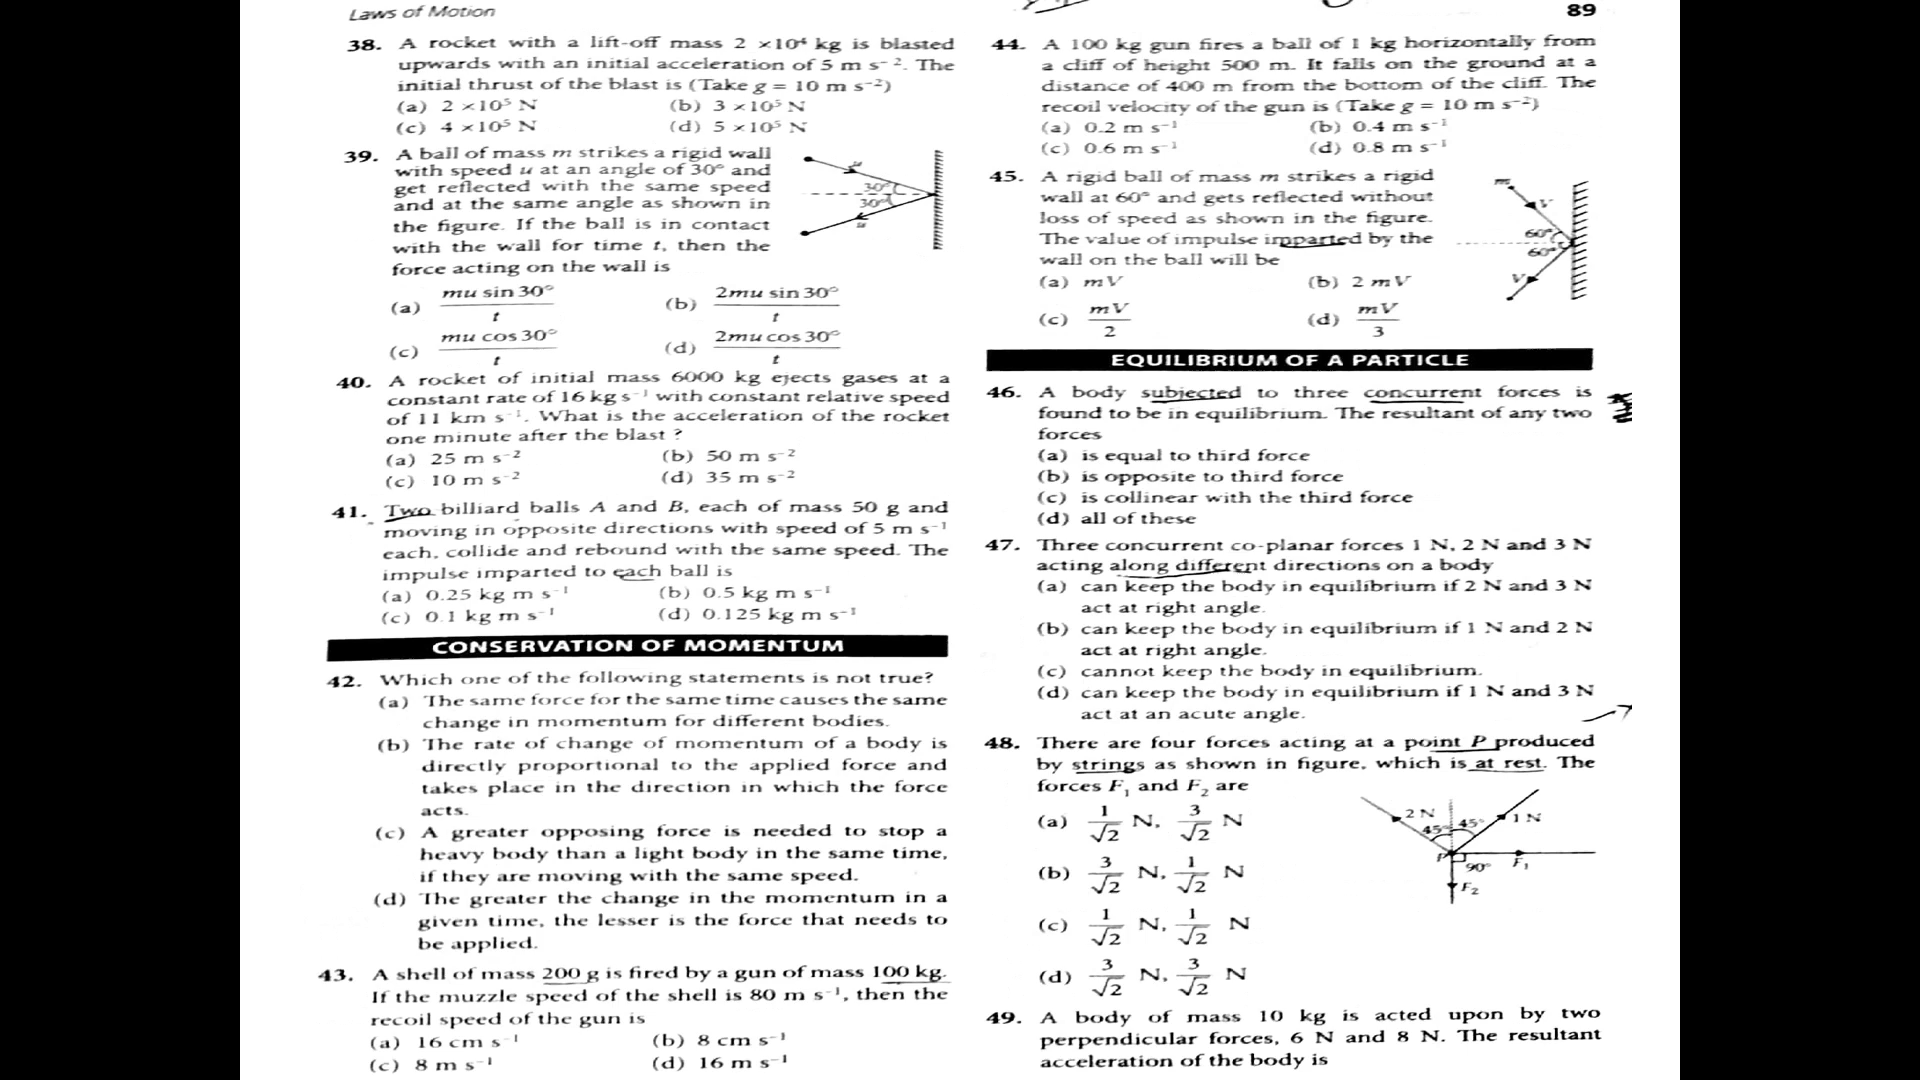 Laws of Motion
89
38. A rocket with a lift-off mass 2 ×10⁴ kg is blasted
upwards with an initial acceleration of 5 m s⁻². The
initial thrust of the blast is (Take g = 10 m s⁻²)
(a) 2 ×10⁵ N (b) 3 ×10⁵ N
(c) 4 ×10⁵ N (d) 5 ×10⁵ N
39. A ball of mass m strikes a rigid wall
with speed u at an angle of 30° and
get reflected with the same speed
and at the same angle as shown in
the figure. If the ball is in contact
with the wall for time t, then the
force acting on the wall is
u
30°
30°
u
(a) mu sin 30° / t (b) 2mu sin 30° / t
(c) mu cos 30° / t (d) 2mu cos 30° / t
40. A rocket of initial mass 6000 kg ejects gases at a
constant rate of 16 kg s⁻¹ with constant relative speed
of 11 km s⁻¹. What is the acceleration of the rocket
one minute after the blast ?
(a) 25 m s⁻² (b) 50 m s⁻²
(c) 10 m s⁻² (d) 35 m s⁻²
41. Two billiard balls A and B, each of mass 50 g and
moving in opposite directions with speed of 5 m s⁻¹
each, collide and rebound with the same speed. The
impulse imparted to each ball is
(a) 0.25 kg m s⁻¹ (b) 0.5 kg m s⁻¹
(c) 0.1 kg m s⁻¹ (d) 0.125 kg m s⁻¹
CONSERVATION OF MOMENTUM
42. Which one of the following statements is not true?
(a) The same force for the same time causes the same
change in momentum for different bodies.
(b) The rate of change of momentum of a body is
directly proportional to the applied force and
takes place in the direction in which the force
acts.
(c) A greater opposing force is needed to stop a
heavy body than a light body in the same time,
if they are moving with the same speed.
(d) The greater the change in the momentum in a
given time, the lesser is the force that needs to
be applied.
43. A shell of mass 200 g is fired by a gun of mass 100 kg.
If the muzzle speed of the shell is 80 m s⁻¹, then the
recoil speed of the gun is
(a) 16 cm s⁻¹ (b) 8 cm s⁻¹
(c) 8 m s⁻¹ (d) 16 m s⁻¹
44. A 100 kg gun fires a ball of 1 kg horizontally from
a cliff of height 500 m. It falls on the ground at a
distance of 400 m from the bottom of the cliff. The
recoil velocity of the gun is (Take g = 10 m s⁻²)
(a) 0.2 m s⁻¹ (b) 0.4 m s⁻¹
(c) 0.6 m s⁻¹ (d) 0.8 m s⁻¹
45. A rigid ball of mass m strikes a rigid
wall at 60° and gets reflected without
loss of speed as shown in the figure.
The value of impulse imparted by the
wall on the ball will be
m
V
60°
60°
V
(a) mV (b) 2 mV
(c) mV / 2 (d) mV / 3
EQUILIBRIUM OF A PARTICLE
46. A body subjected to three concurrent forces is
found to be in equilibrium. The resultant of any two
forces
(a) is equal to third force
(b) is opposite to third force
(c) is collinear with the third force
(d) all of these
47. Three concurrent co-planar forces 1 N, 2 N and 3 N
acting along different directions on a body
(a) can keep the body in equilibrium if 2 N and 3 N
act at right angle.
(b) can keep the body in equilibrium if 1 N and 2 N
act at right angle.
(c) cannot keep the body in equilibrium.
(d) can keep the body in equilibrium if 1 N and 3 N
act at an acute angle.
48. There are four forces acting at a point P produced
by strings as shown in figure, which is at rest. The
forces F₁ and F₂ are
(a) 1/√2 N, 3/√2 N
(b) 3/√2 N, 1/√2 N
(c) 1/√2 N, 1/√2 N
(d) 3/√2 N, 3/√2 N
2 N
45° 45°
1 N
P
90°
F₁
F₂
49. A body of mass 10 kg is acted upon by two
perpendicular forces, 6 N and 8 N. The resultant
acceleration of the body is